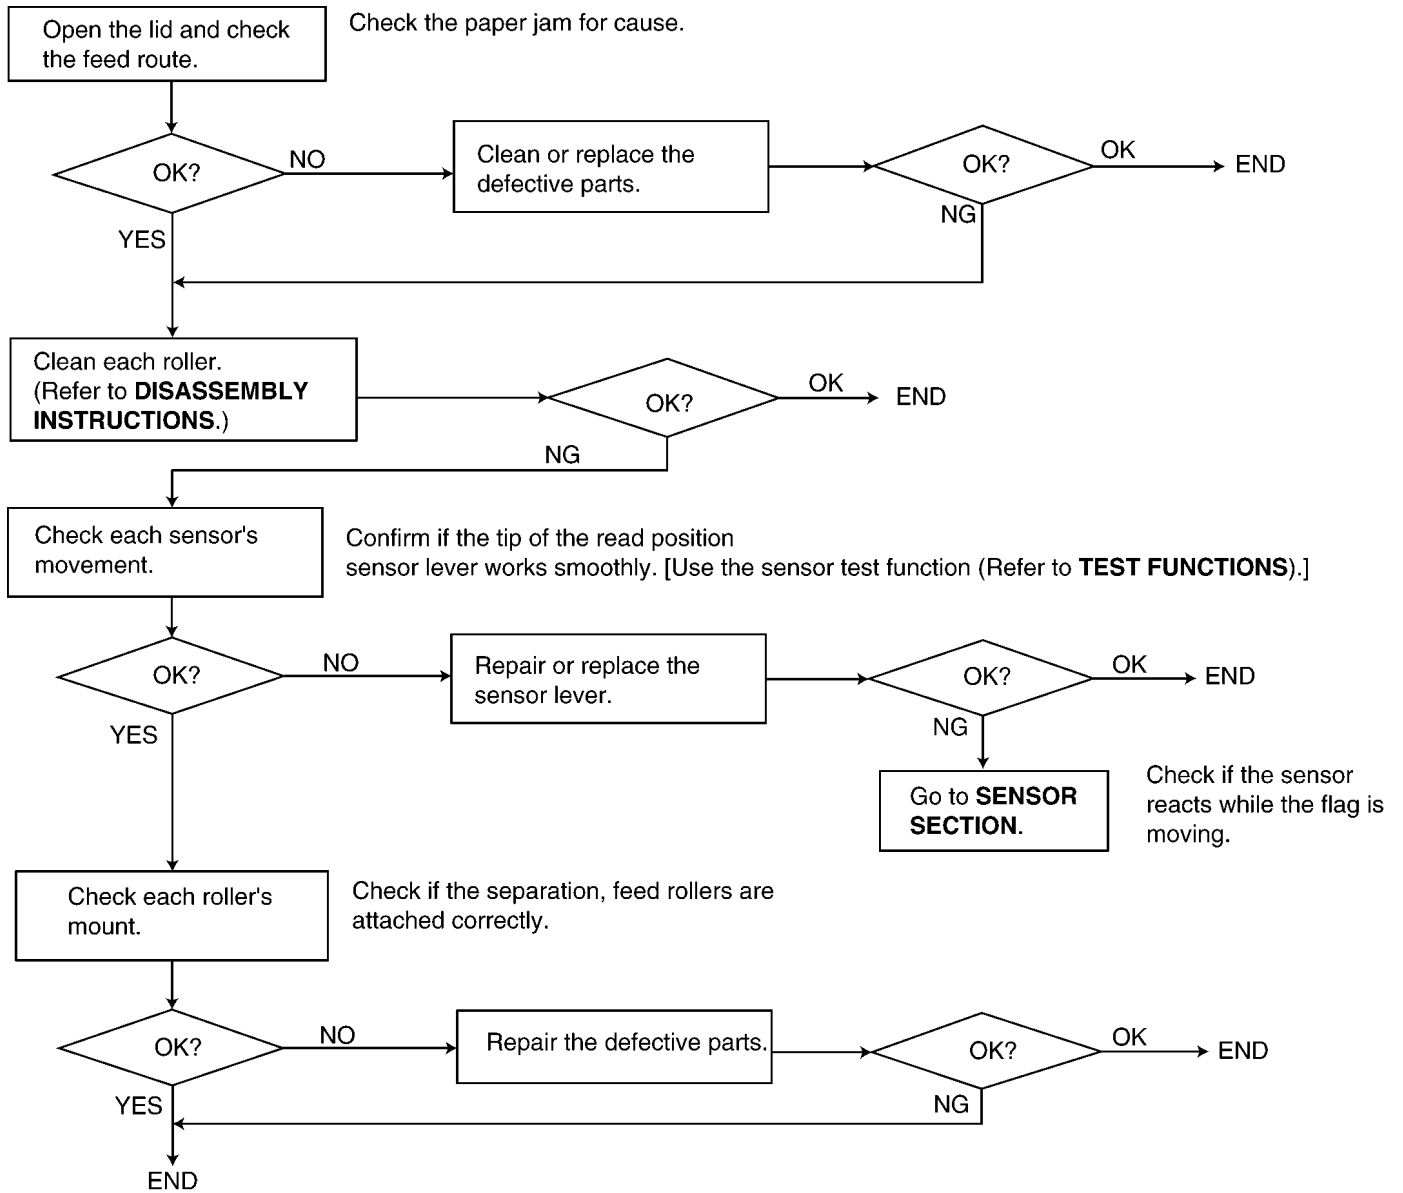 Open the lid and check
the feed route.
Check the paper jam for cause.
OK?
NO
Clean or replace the
defective parts.
OK?
OK
END
NG
YES
Clean each roller.
(Refer to DISASSEMBLY
INSTRUCTIONS.)
OK?
OK
END
NG
Check each sensor's
movement.
Confirm if the tip of the read position
sensor lever works smoothly. [Use the sensor test function (Refer to TEST FUNCTIONS).]
OK?
NO
Repair or replace the
sensor lever.
OK?
OK
END
NG
YES
Go to SENSOR
SECTION.
Check if the sensor
reacts while the flag is
moving.
Check each roller's
mount.
Check if the separation, feed rollers are
attached correctly.
OK?
NO
Repair the defective parts.
OK?
OK
END
YES
NG
END